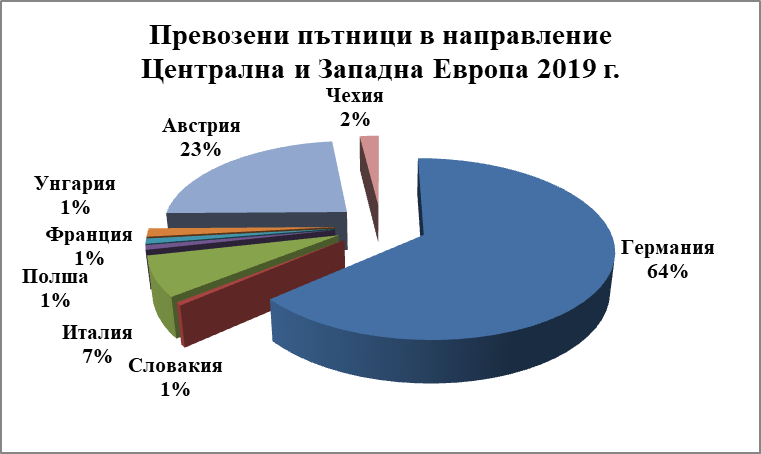 Превозени пътници в направление
Централна и Западна Европа 2019 г.
Чехия
2%
Австрия
23%
Унгария
1%
Франция
1%
Полша
1%
Италия
7%
Словакия
1%
Германия
64%